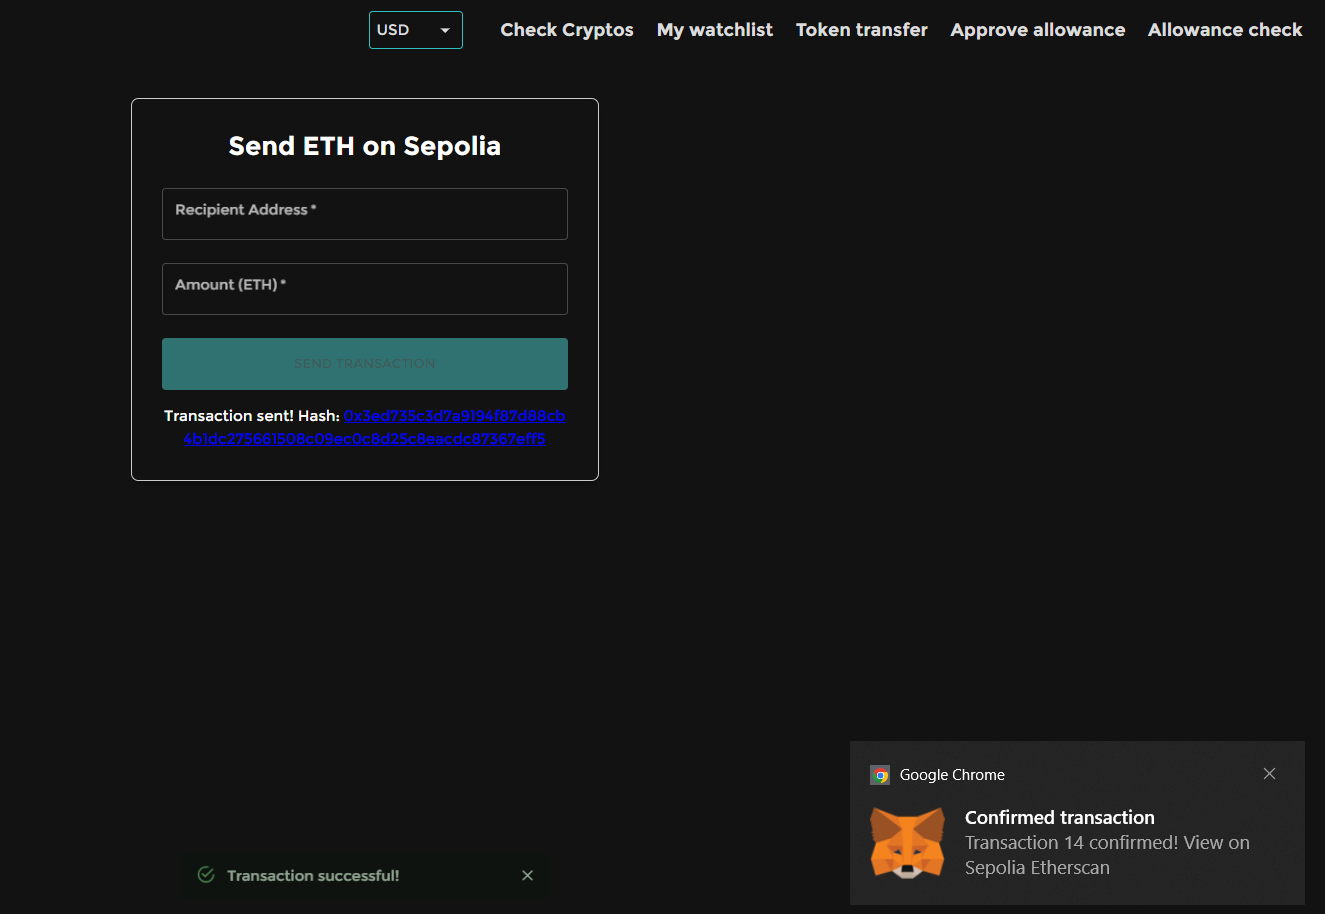 USD
Check Cryptos
My watchlist
Token transfer
Approve allowance
Allowance check
Send ETH on Sepolia
Recipient Address *
Amount (ETH) *
SEND TRANSACTION
Transaction sent! Hash: 0x3ed735c3d7a9194f87d88cb
4b1dc275661508c09ec0c8d25c8eacdc87367eff5
Transaction successful!
Google Chrome
Confirmed transaction
Transaction 14 confirmed! View on
Sepolia Etherscan